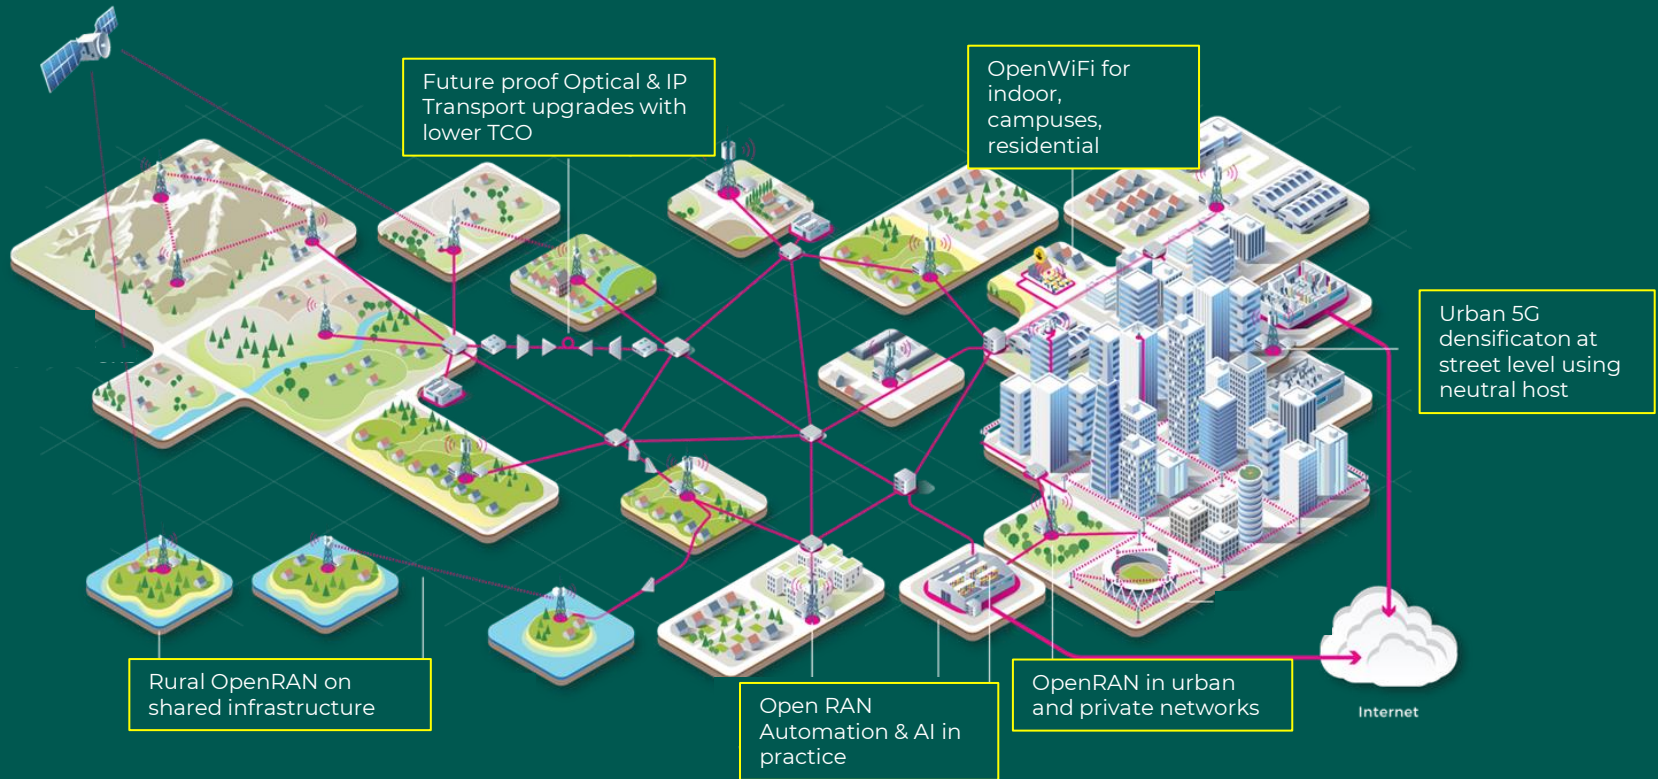 Future proof Optical & IP
Transport upgrades with
lower TCO
OpenWiFi for
indoor,
campuses,
residential
Urban 5G
densificaton at
street level using
neutral host
Rural OpenRAN on
shared infrastructure
Open RAN
Automation & AI in
practice
OpenRAN in urban
and private networks
Internet